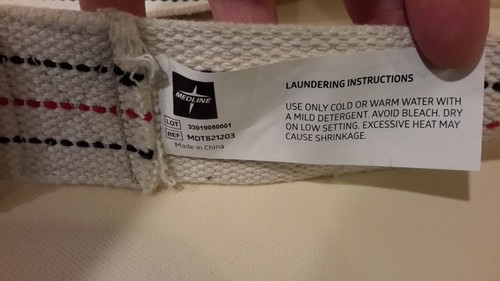 MEDLINE
LOT 33019080001
REF MDT821203
Made in China
LAUNDERING INSTRUCTIONS
USE ONLY COLD OR WARM WATER WITH
A MILD DETERGENT. AVOID BLEACH. DRY
ON LOW SETTING. EXCESSIVE HEAT MAY
CAUSE SHRINKAGE.